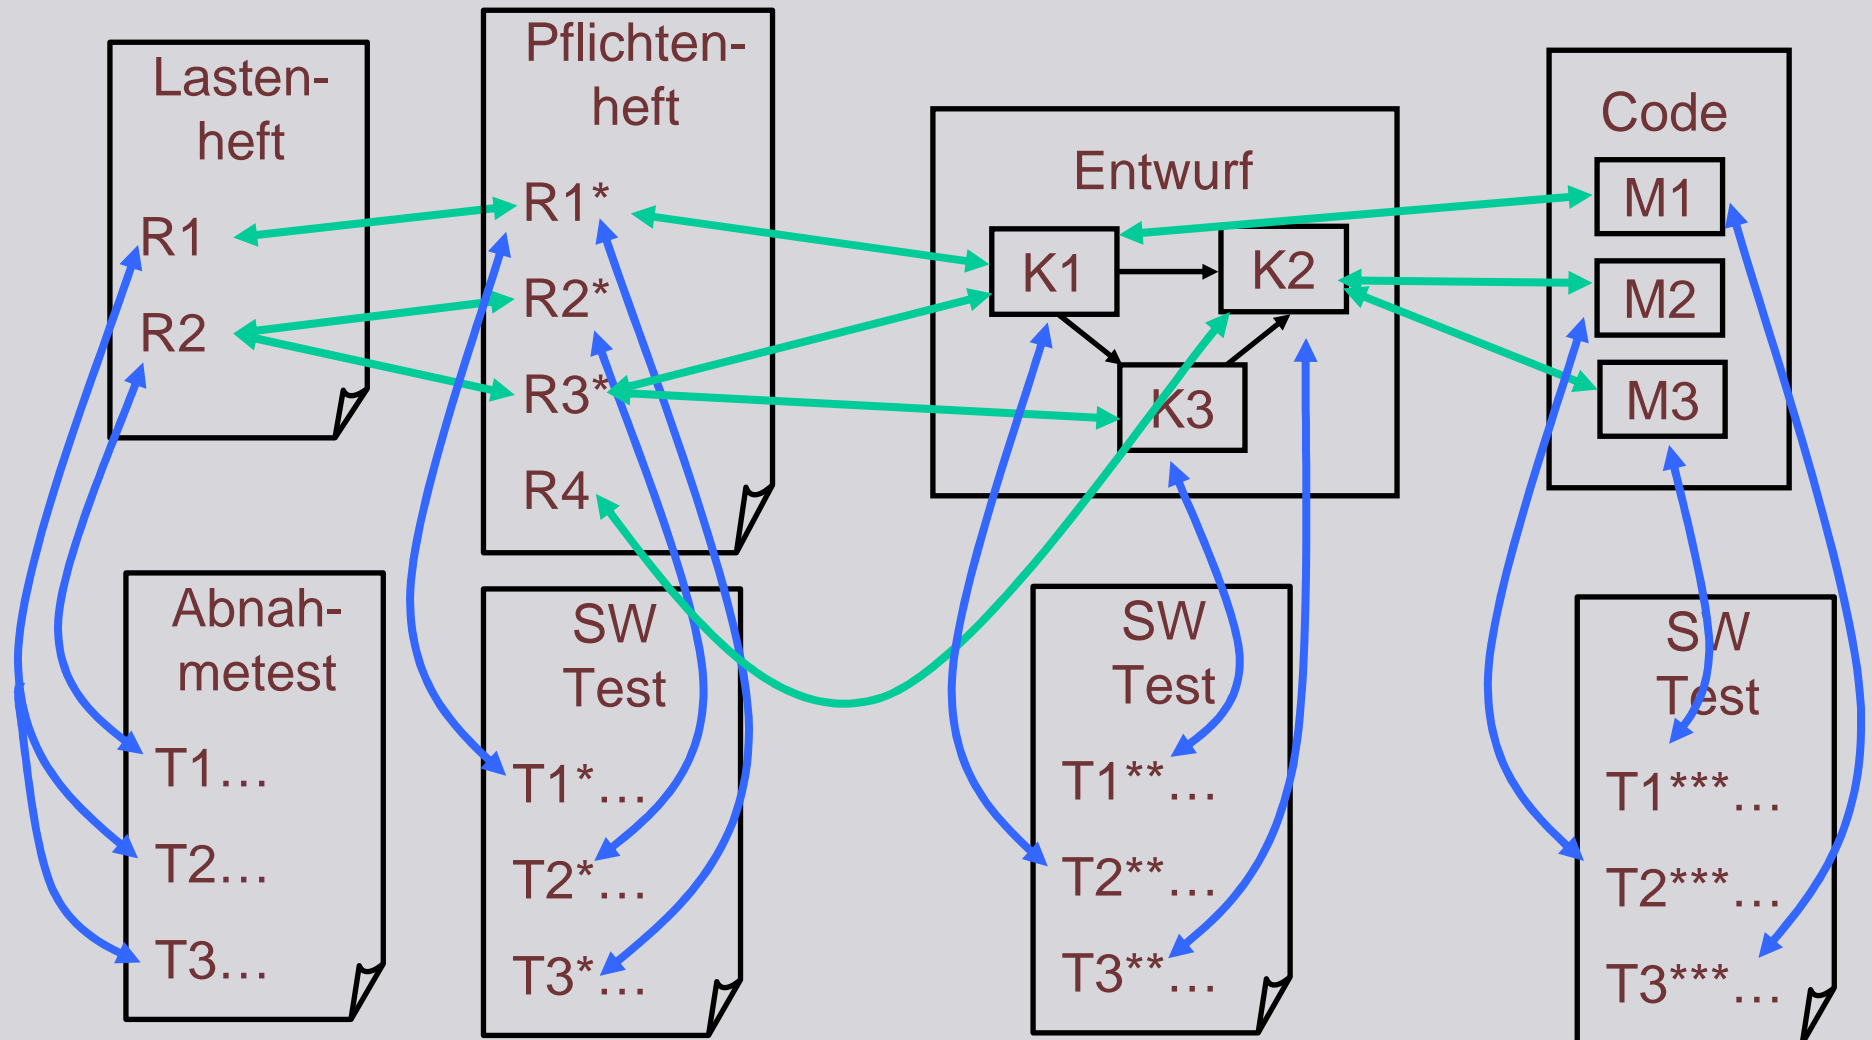 Lasten-
heft
R1
R2
Pflichten-
heft
R1*
R2*
R3*
R4
Entwurf
K1
K2
K3
Code
M1
M2
M3
Abnah-
metest
T1…
T2…
T3…
SW
Test
T1*…
T2*…
T3*…
SW
Test
T1**…
T2**…
T3**…
SW
Test
T1***…
T2***…
T3***…